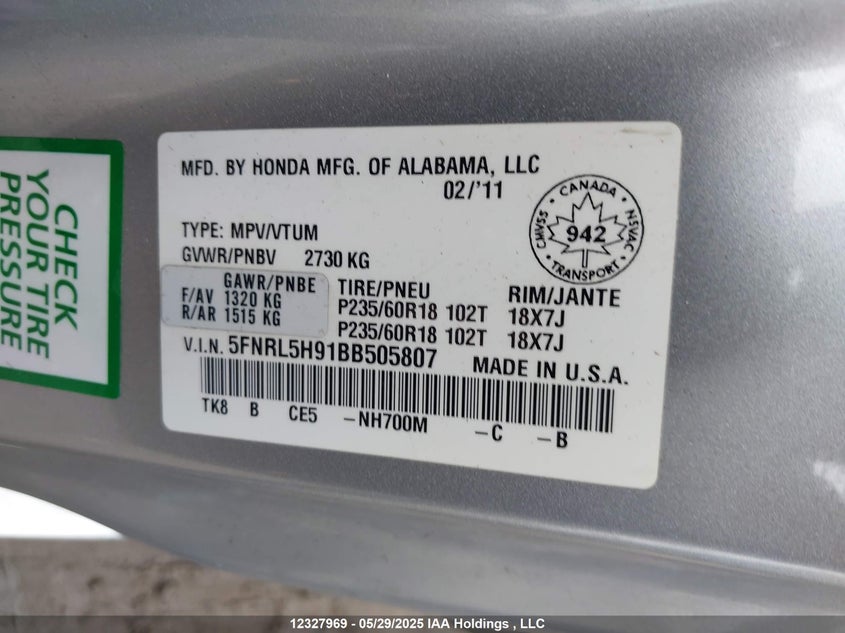 CHECK
YOUR TIRE
PRESSURE
MFD. BY HONDA MFG. OF ALABAMA, LLC
02/'11
TYPE: MPV/VTUM
GVWR/PNBV 2730 KG
GAWR/PNBE
F/AV 1320 KG
R/AR 1515 KG
TIRE/PNEU RIM/JANTE
P235/60R18 102T 18X7J
P235/60R18 102T 18X7J
V.I.N. 5FNRL5H91BB505807 MADE IN U.S.A.
TK8 B CE5 -NH700M -C -B
CANADA
CMVSS 942 NSVAC
TRANSPORT
12327969 - 05/29/2025 IAA Holdings , LLC